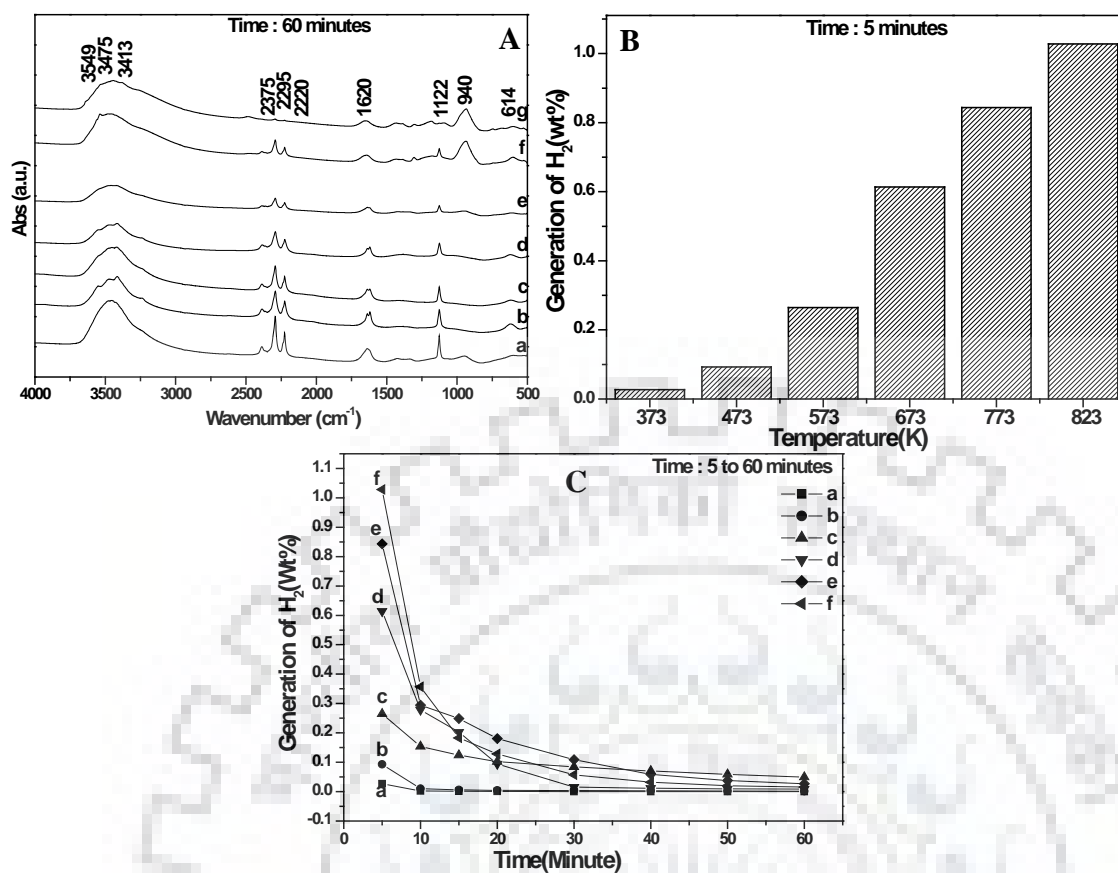 Time : 60 minutes
A
3549
3475
3413
2375
2295
2220
1620
1122
940
614
g
f
e
d
c
b
a
Abs (a.u.)
4000 3500 3000 2500 2000 1500 1000 500
Wavenumber (cm⁻¹)
B
Time : 5 minutes
1.0
0.8
0.6
0.4
0.2
0.0
Generation of H₂(wt%)
373 473 573 673 773 823
Temperature(K)
C
Time : 5 to 60 minutes
1.1
1.0
0.9
0.8
0.7
0.6
0.5
0.4
0.3
0.2
0.1
0.0
-0.1
Generation of H₂(Wt%)
f
e
d
c
b
a
a
b
c
d
e
f
0 10 20 30 40 50 60
Time(Minute)